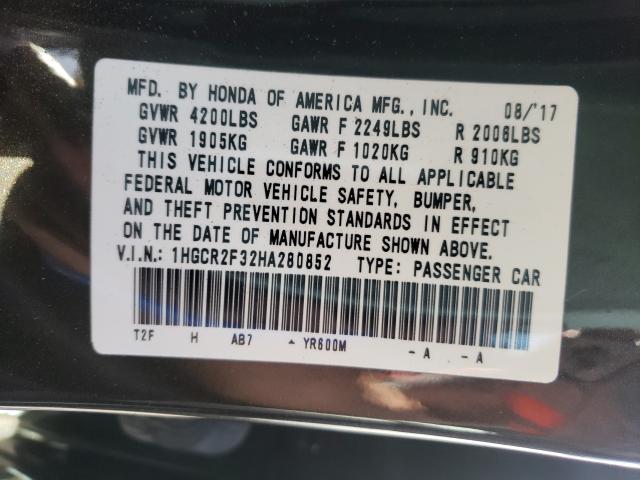 MFD. BY HONDA OF AMERICA MFG., INC. 08/'17
GVWR 4200LBS GAWR F 2249LBS R 2006LBS
GVWR 1905KG GAWR F 1020KG R 910KG
THIS VEHICLE CONFORMS TO ALL APPLICABLE
FEDERAL MOTOR VEHICLE SAFETY, BUMPER,
AND THEFT PREVENTION STANDARDS IN EFFECT
ON THE DATE OF MANUFACTURE SHOWN ABOVE.
V.I.N.: 1HGCR2F32HA280852 TYPE: PASSENGER CAR
T2F H AB7 - YR600M - A - A